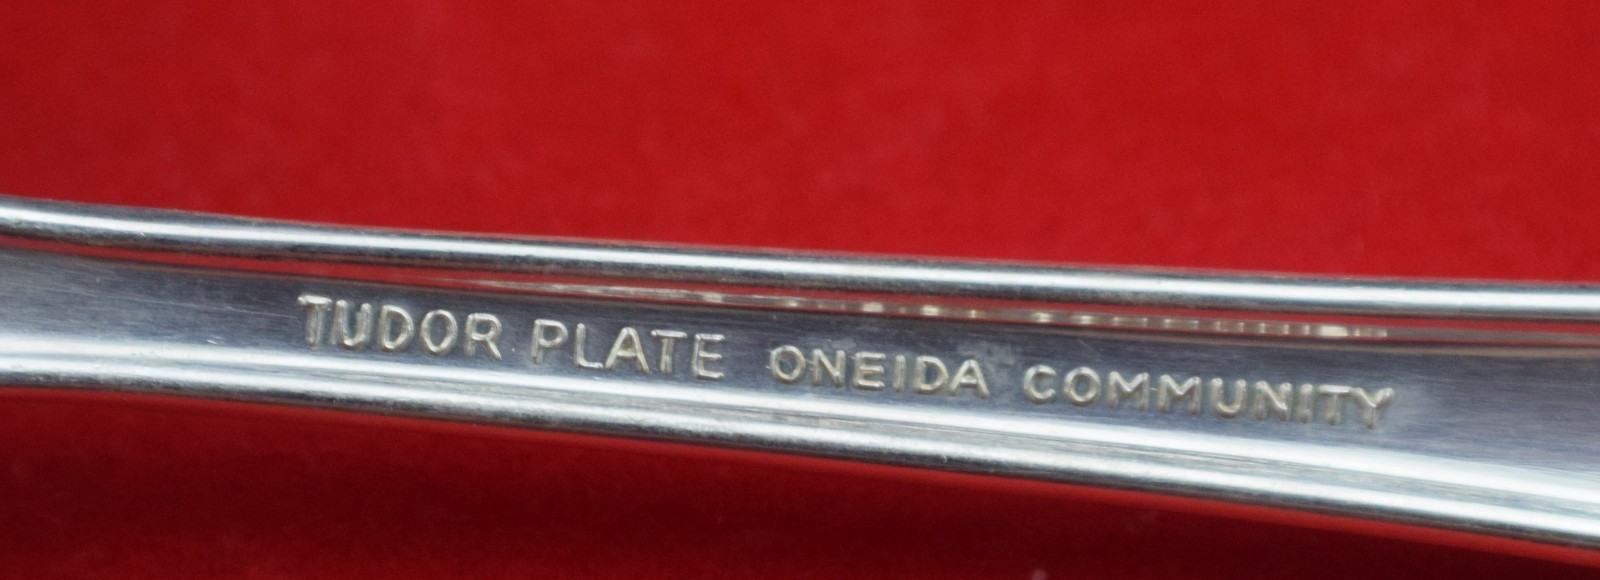 TUDOR PLATE ONEIDA COMMUNITY